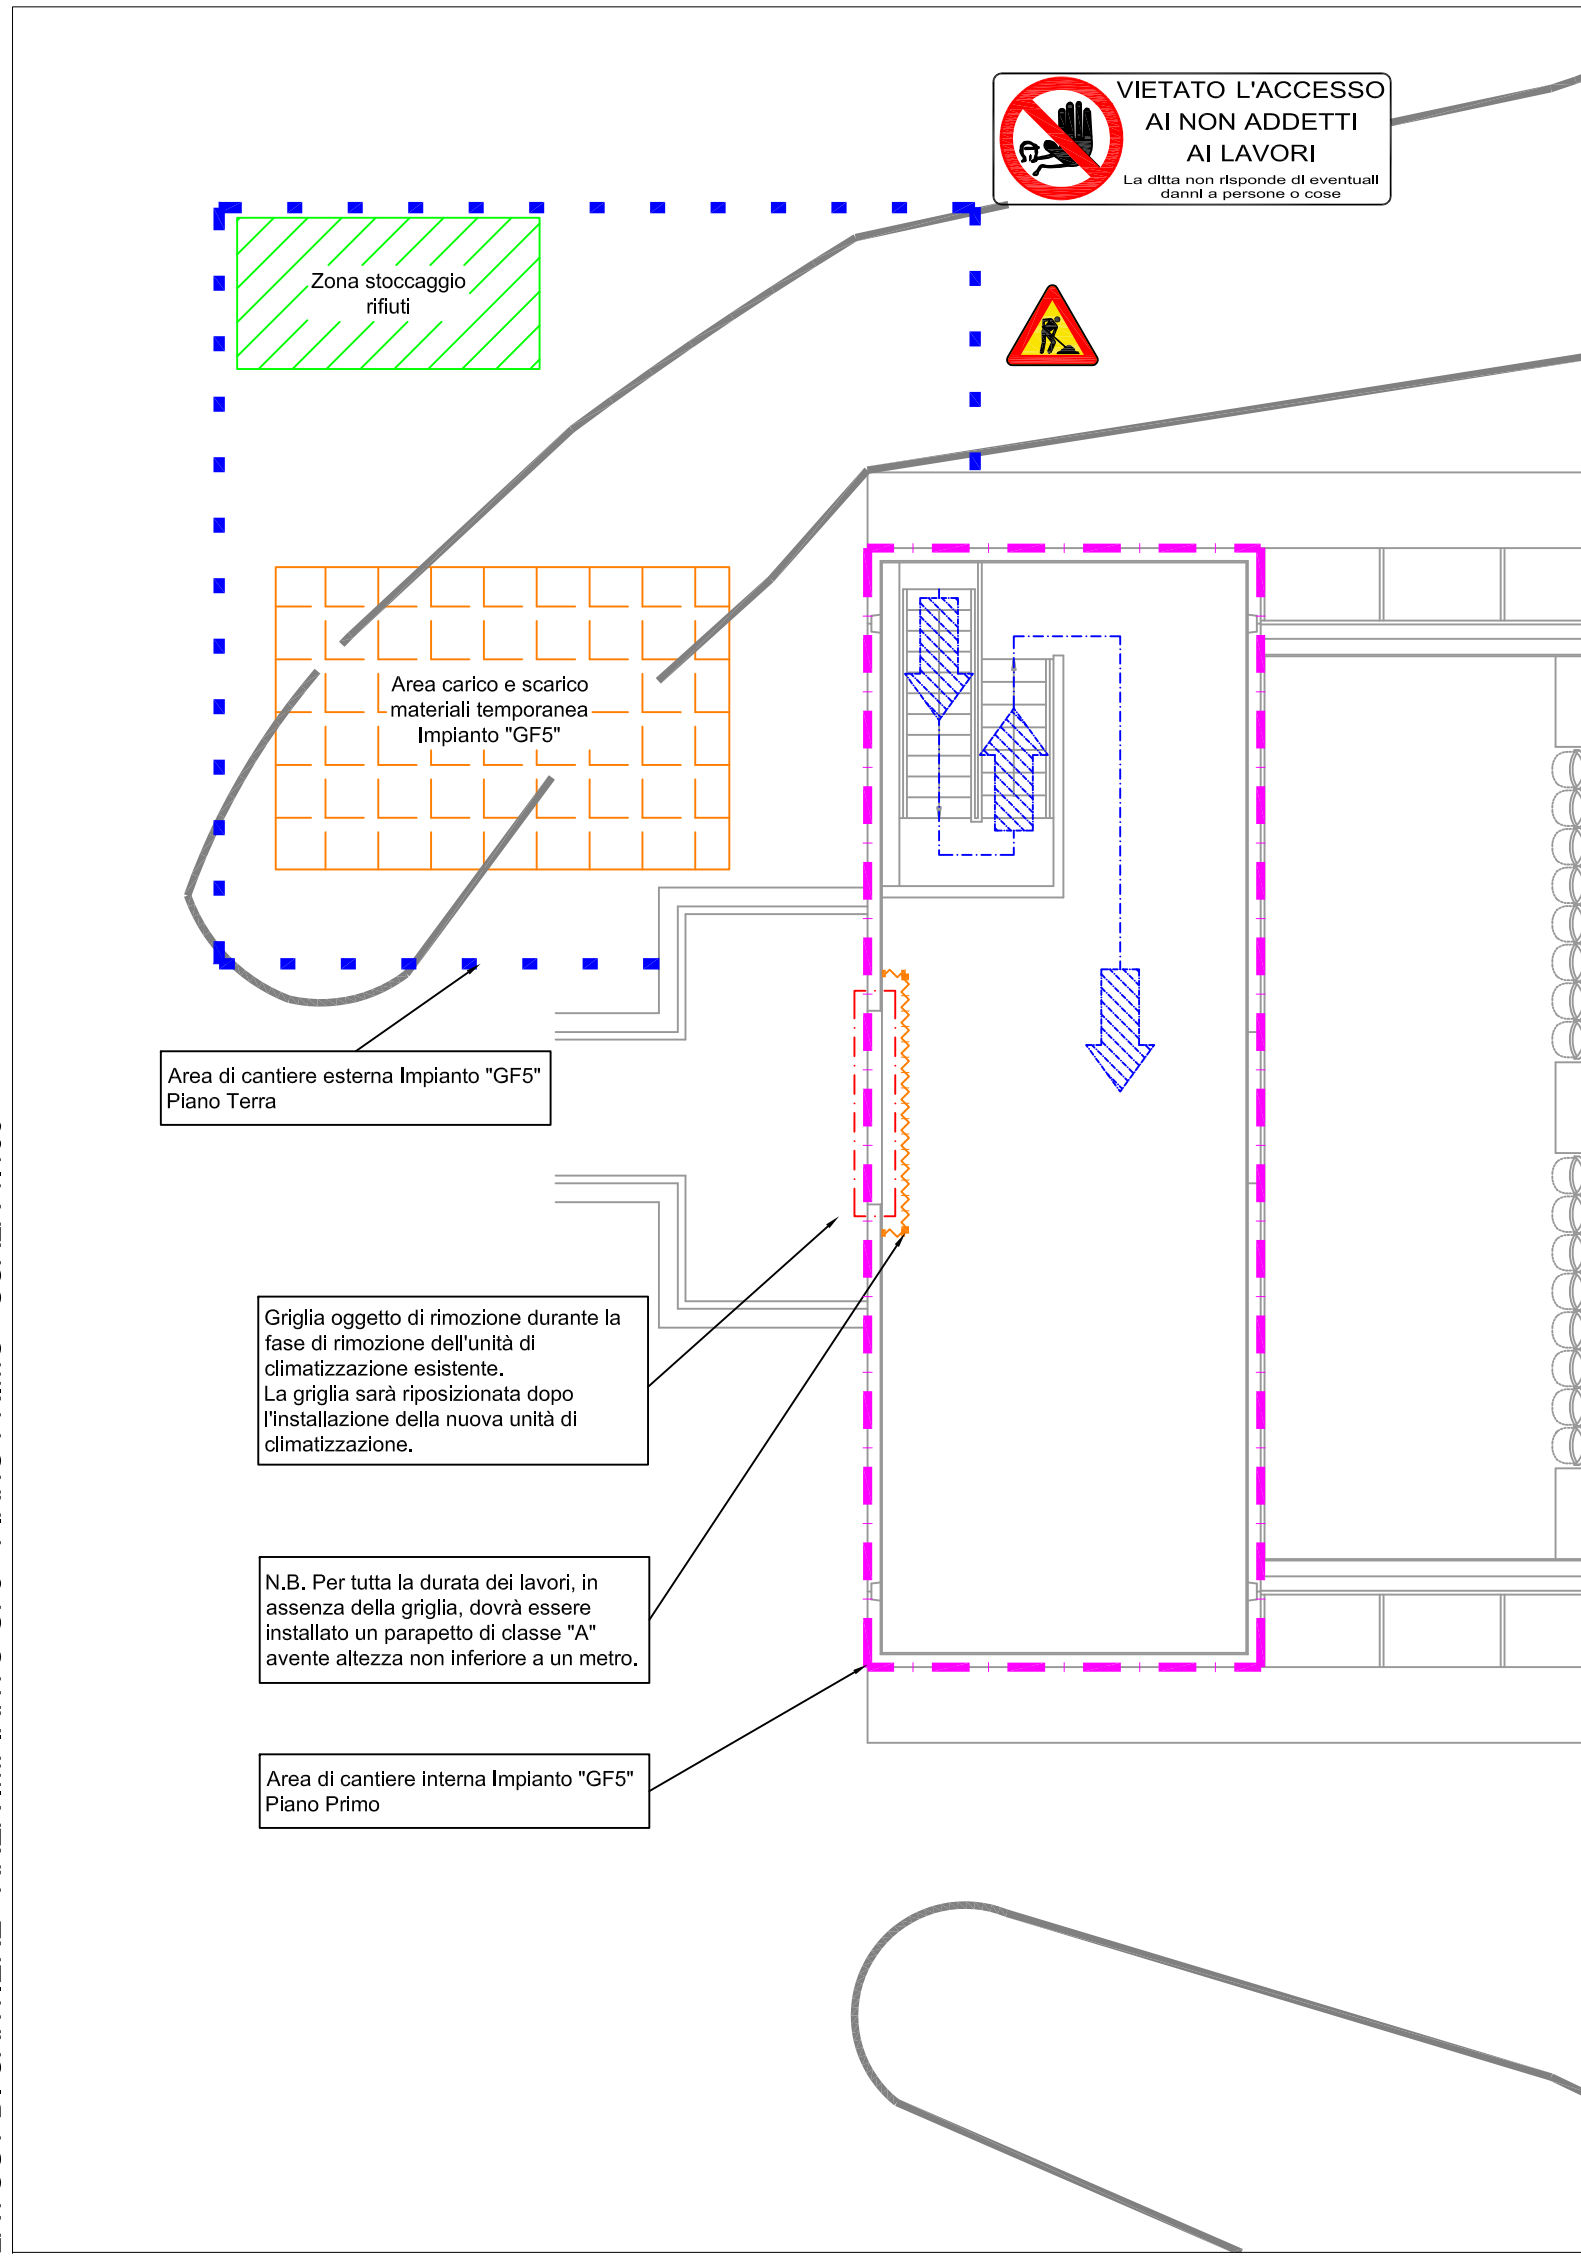 VIETATO L'ACCESSO
AI NON ADDETTI
AI LAVORI
La ditta non risponde di eventuali
danni a persone o cose
Zona stoccaggio
rifiuti
Area carico e scarico
materiali temporanea
Impianto "GF5"
Area di cantiere esterna Impianto "GF5"
Piano Terra
Griglia oggetto di rimozione durante la
fase di rimozione dell'unità di
climatizzazione esistente.
La griglia sarà riposizionata dopo
l'installazione della nuova unità di
climatizzazione.
N.B. Per tutta la durata dei lavori, in
assenza della griglia, dovrà essere
installato un parapetto di classe "A"
avente altezza non inferiore a un metro.
Area di cantiere interna Impianto "GF5"
Piano Primo